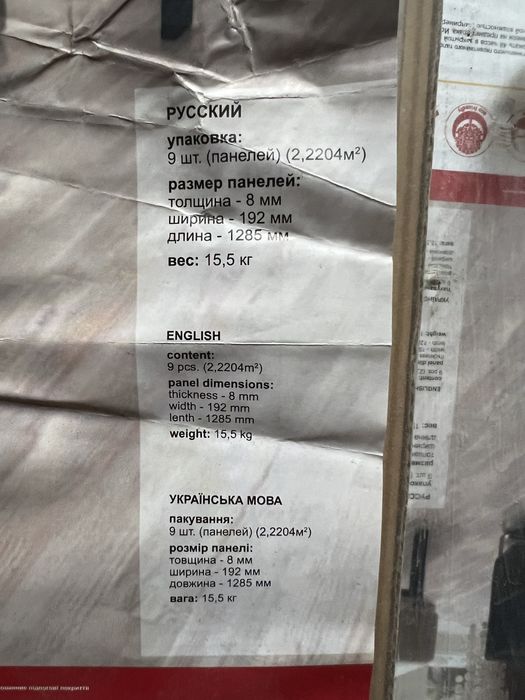 РУССКИЙ
упаковка:
9 шт. (панелей) (2,2204м²)
размер панелей:
толщина - 8 мм
ширина - 192 мм
длина - 1285 мм
вес: 15,5 кг
ENGLISH
content:
9 pcs. (2,2204m²)
panel dimensions:
thickness - 8 mm
width - 192 mm
lenth - 1285 mm
weight: 15,5 kg
УКРАЇНСЬКА МОВА
пакування:
9 шт. (панелей) (2,2204м²)
розмір панелі:
товщина - 8 мм
ширина - 192 мм
довжина - 1285 мм
вага: 15,5 кг